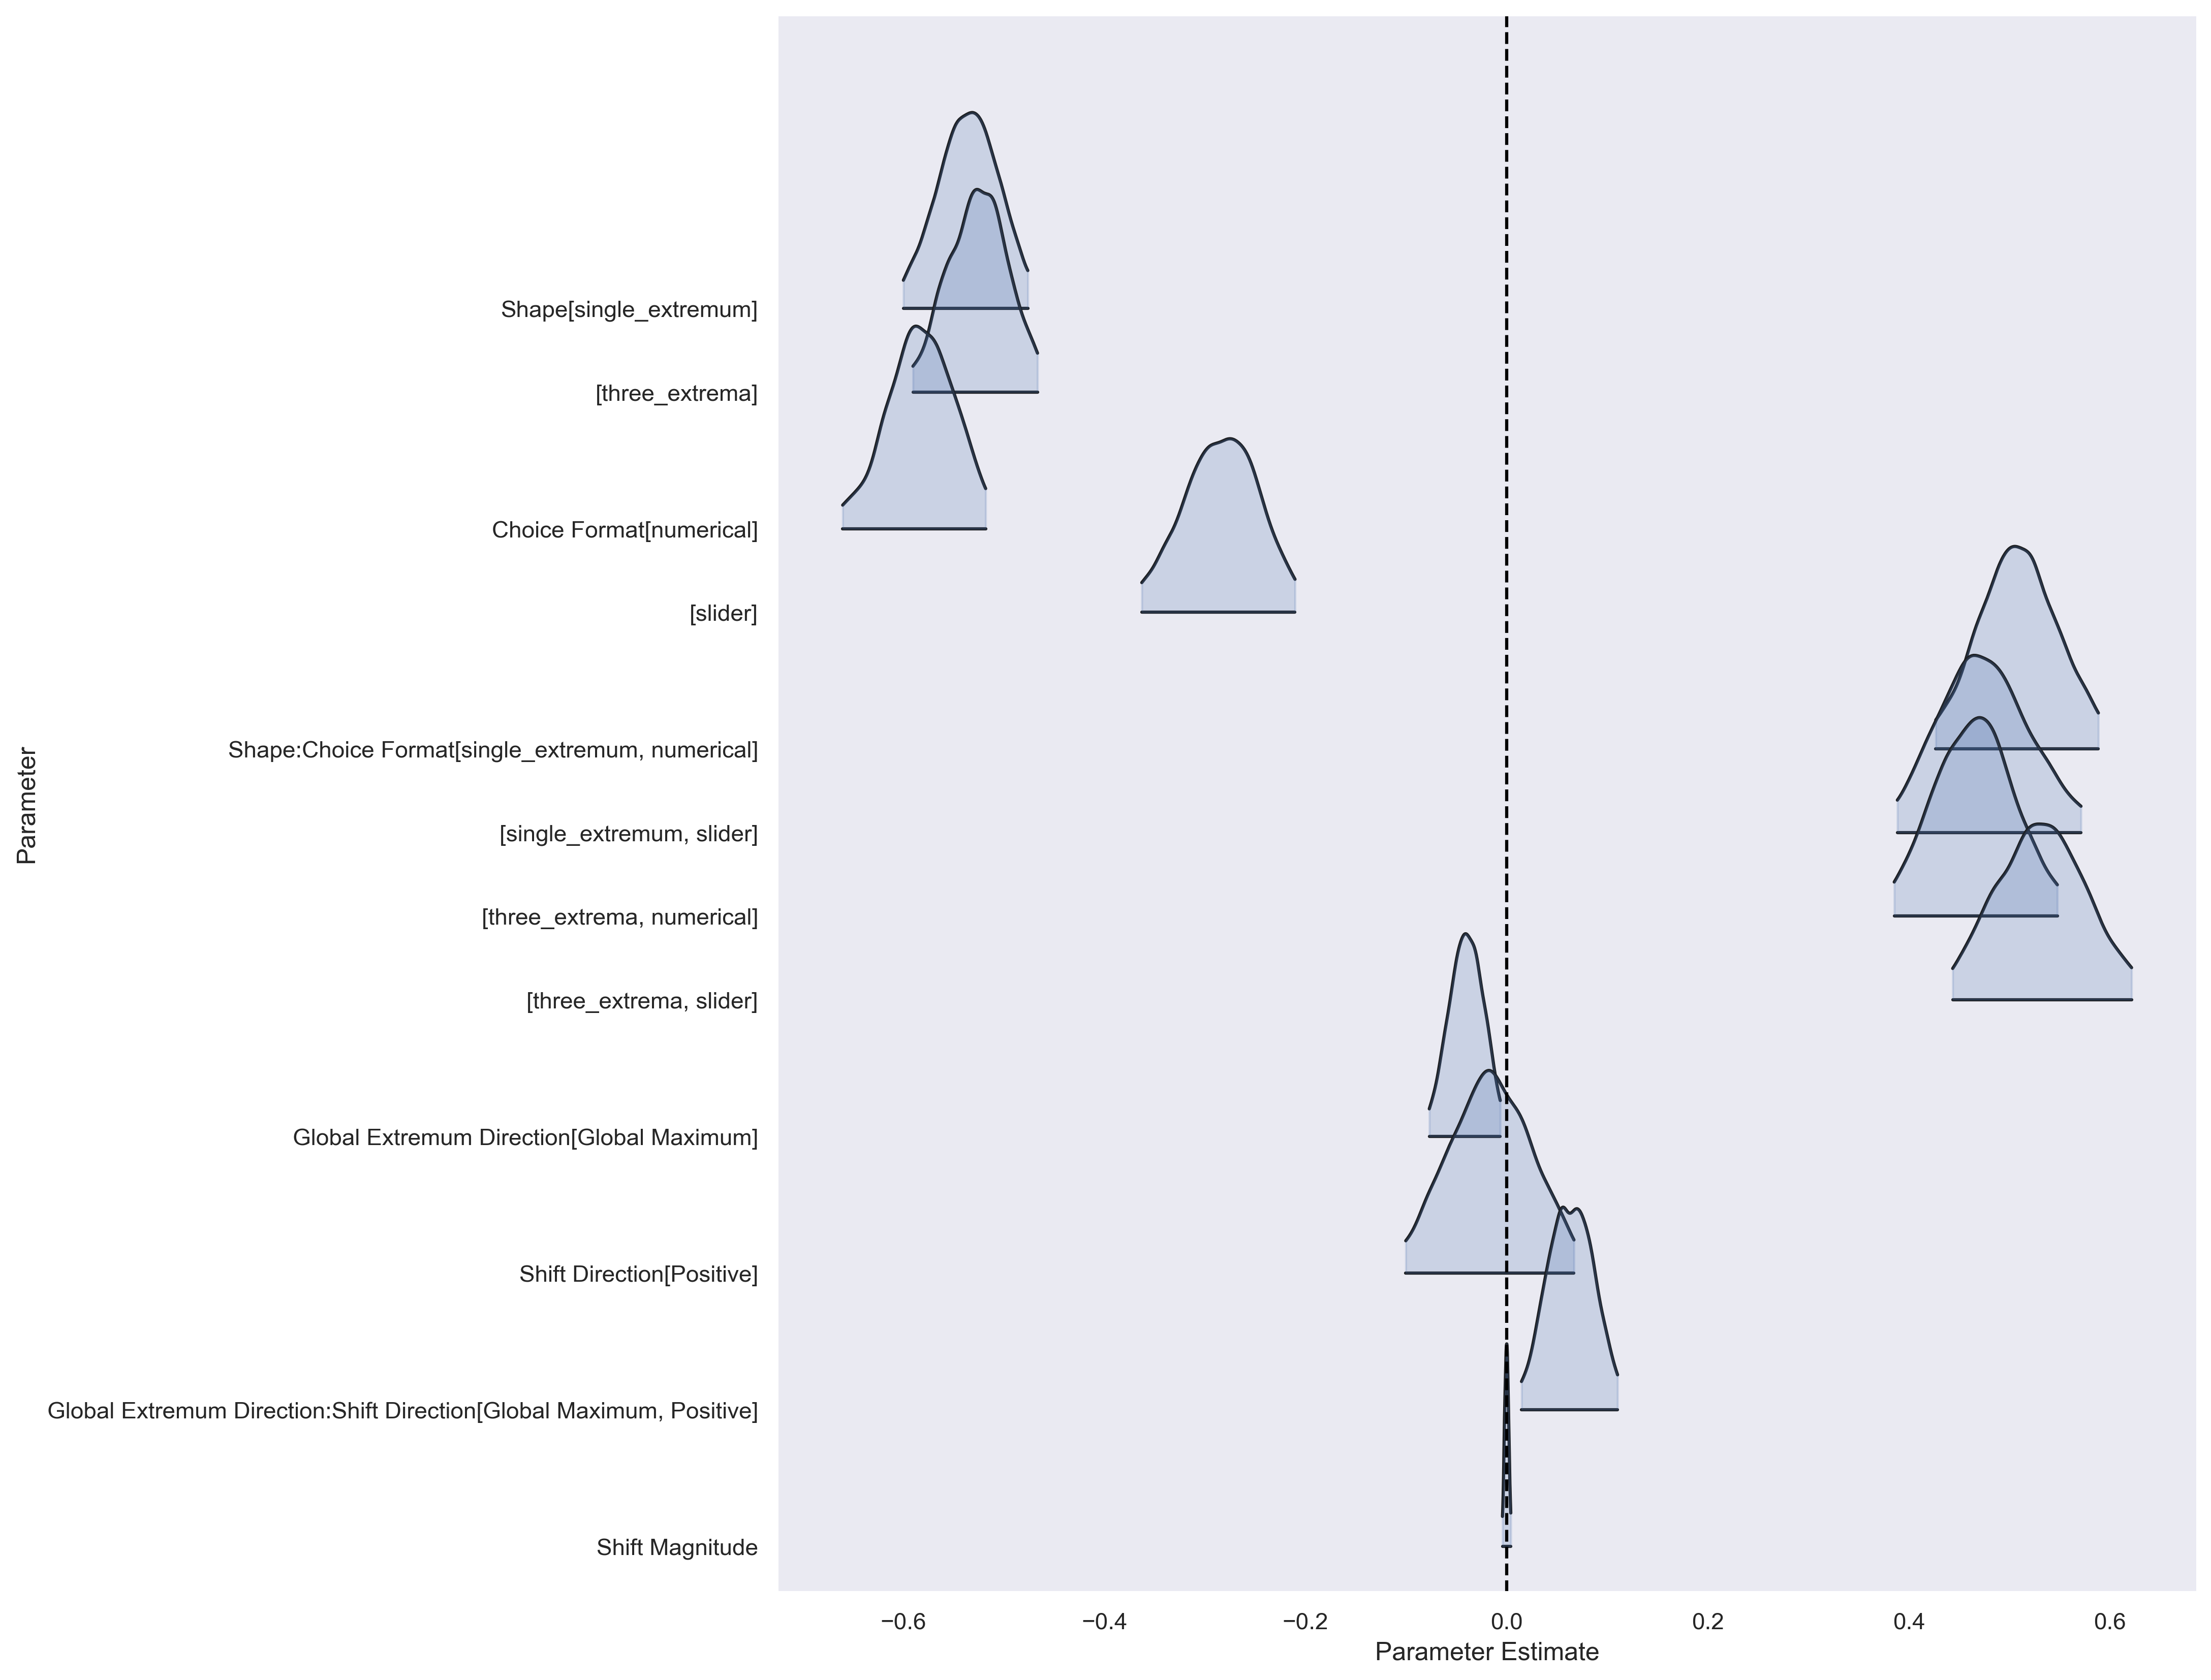 Shape[single_extremum]
[three_extrema]
Choice Format[numerical]
[slider]
Shape:Choice Format[single_extremum, numerical]
[single_extremum, slider]
[three_extrema, numerical]
[three_extrema, slider]
Global Extremum Direction[Global Maximum]
Shift Direction[Positive]
Global Extremum Direction:Shift Direction[Global Maximum, Positive]
Shift Magnitude
Parameter
−0.6 −0.4 −0.2 0.0 0.2 0.4 0.6
Parameter Estimate